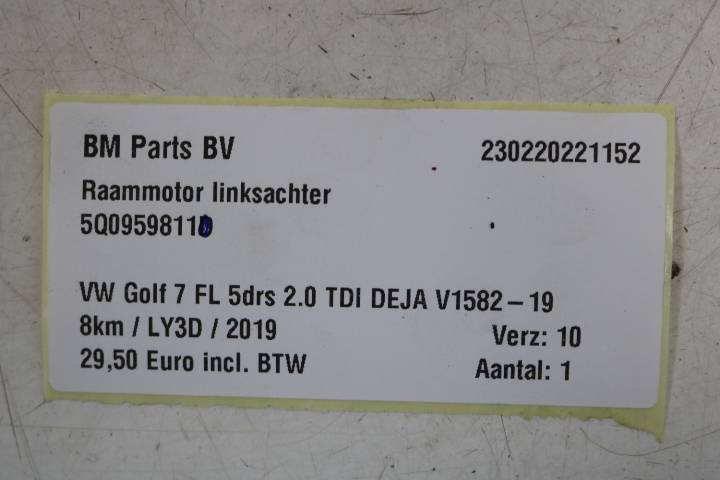 BM Parts BV 230220221152
Raammotor linksachter
VW Golf 7 FL 5drs 2.0 TDI DEJA V1582-19
8km / LY3D / 2019 Verz: 10
29,50 Euro incl. BTW Aantal: 1